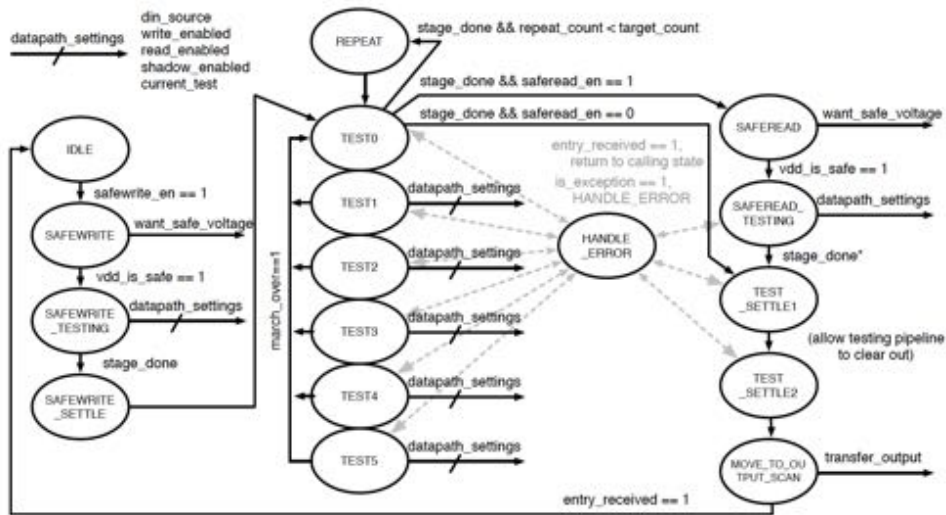 datapath_settings
din_source
write_enabled
read_enabled
shadow_enabled
current_test
REPEAT
stage_done && repeat_count < target_count
stage_done && saferead_en == 1
stage_done && saferead_en == 0
IDLE
safewrite_en == 1
SAFEWRITE
want_safe_voltage
vdd_is_safe == 1
SAFEWRITE
_TESTING
datapath_settings
stage_done
SAFEWRITE
_SETTLE
march_over==1
TEST0
TEST1
datapath_settings
TEST2
datapath_settings
TEST3
datapath_settings
TEST4
datapath_settings
TEST5
datapath_settings
entry_received == 1,
return to calling state
is_exception == 1,
HANDLE_ERROR
HANDLE
_ERROR
SAFEREAD
want_safe_voltage
vdd_is_safe == 1
SAFEREAD_
TESTING
datapath_settings
stage_done*
TEST
_SETTLE1
(allow testing pipeline
to clear out)
TEST
_SETTLE2
MOVE_TO_OU
TPUT_SCAN
transfer_output
entry_received == 1